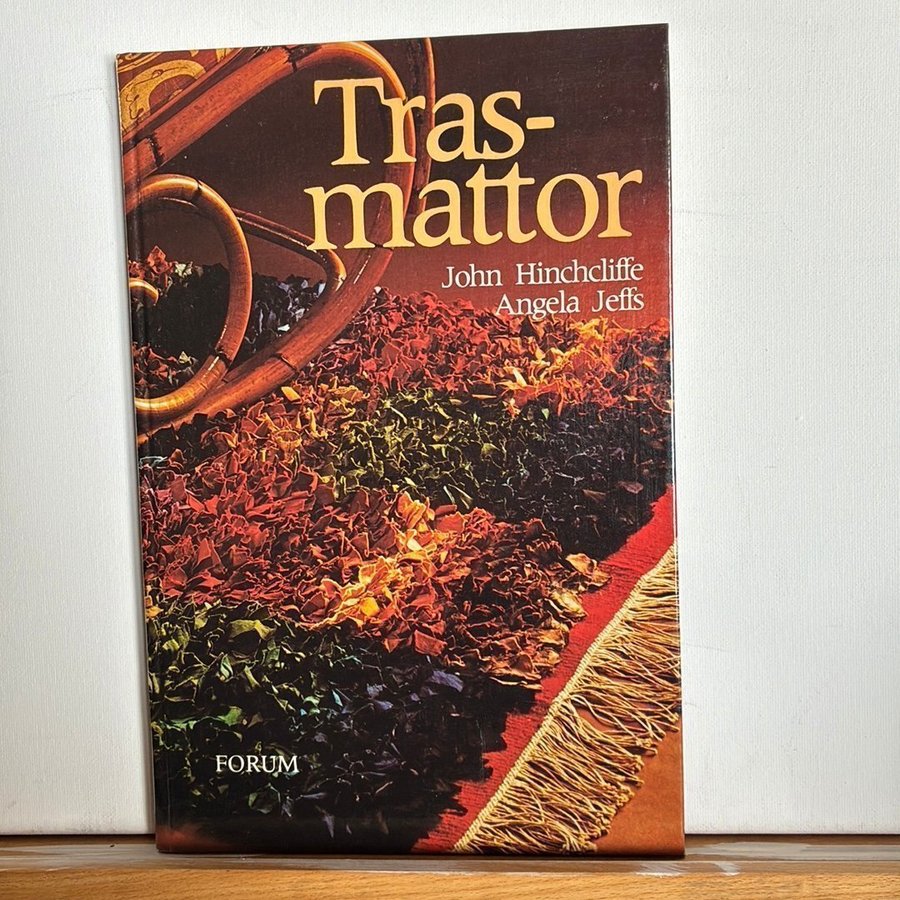 Tras-
mattor
John Hinchcliffe
Angela Jeffs
FORUM